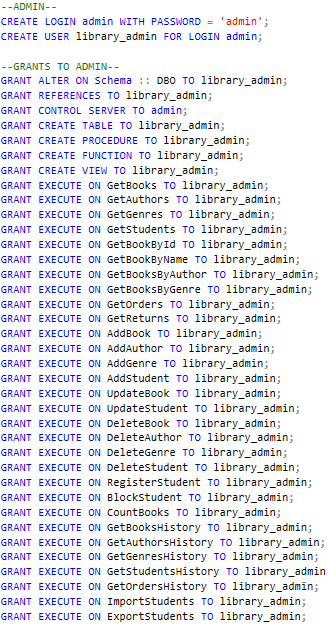 --ADMIN--
CREATE LOGIN admin WITH PASSWORD = 'admin';
CREATE USER library_admin FOR LOGIN admin;
--GRANTS TO ADMIN--
GRANT ALTER ON Schema :: DBO TO library_admin;
GRANT REFERENCES TO library_admin;
GRANT CONTROL SERVER TO admin;
GRANT CREATE TABLE TO library_admin;
GRANT CREATE PROCEDURE TO library_admin;
GRANT CREATE FUNCTION TO library_admin;
GRANT CREATE VIEW TO library_admin;
GRANT EXECUTE ON GetBooks TO library_admin;
GRANT EXECUTE ON GetAuthors TO library_admin;
GRANT EXECUTE ON GetGenres TO library_admin;
GRANT EXECUTE ON GetStudents TO library_admin;
GRANT EXECUTE ON GetBookById TO library_admin;
GRANT EXECUTE ON GetBookByName TO library_admin;
GRANT EXECUTE ON GetBooksByAuthor TO library_admin;
GRANT EXECUTE ON GetBooksByGenre TO library_admin;
GRANT EXECUTE ON GetOrders TO library_admin;
GRANT EXECUTE ON GetReturns TO library_admin;
GRANT EXECUTE ON AddBook TO library_admin;
GRANT EXECUTE ON AddAuthor TO library_admin;
GRANT EXECUTE ON AddGenre TO library_admin;
GRANT EXECUTE ON AddStudent TO library_admin;
GRANT EXECUTE ON UpdateBook TO library_admin;
GRANT EXECUTE ON UpdateStudent TO library_admin;
GRANT EXECUTE ON DeleteBook TO library_admin;
GRANT EXECUTE ON DeleteAuthor TO library_admin;
GRANT EXECUTE ON DeleteGenre TO library_admin;
GRANT EXECUTE ON DeleteStudent TO library_admin;
GRANT EXECUTE ON RegisterStudent TO library_admin;
GRANT EXECUTE ON BlockStudent TO library_admin;
GRANT EXECUTE ON CountBooks TO library_admin;
GRANT EXECUTE ON GetBooksHistory TO library_admin;
GRANT EXECUTE ON GetAuthorsHistory TO library_admin;
GRANT EXECUTE ON GetGenresHistory TO library_admin;
GRANT EXECUTE ON GetStudentsHistory TO library_admin
GRANT EXECUTE ON GetOrdersHistory TO library_admin;
GRANT EXECUTE ON ImportStudents TO library_admin;
GRANT EXECUTE ON ExportStudents TO library_admin;